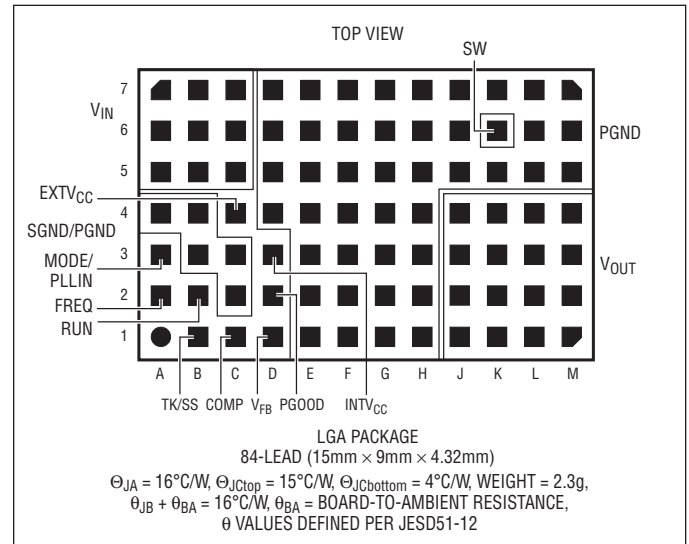 TOP VIEW
SW
7
VIN
6
PGND
5
EXTVCC
4
SGND/PGND
3
MODE/
PLLIN
VOUT
2
FREQ
RUN
1
A B C D E F G H J K L M
TK/SS COMP VFB PGOOD INTVCC
LGA PACKAGE
84-LEAD (15mm × 9mm × 4.32mm)
ΘJA = 16°C/W, ΘJCtop = 15°C/W, ΘJCbottom = 4°C/W, WEIGHT = 2.3g,
θJB + θBA = 16°C/W, θBA = BOARD-TO-AMBIENT RESISTANCE,
θ VALUES DEFINED PER JESD51-12